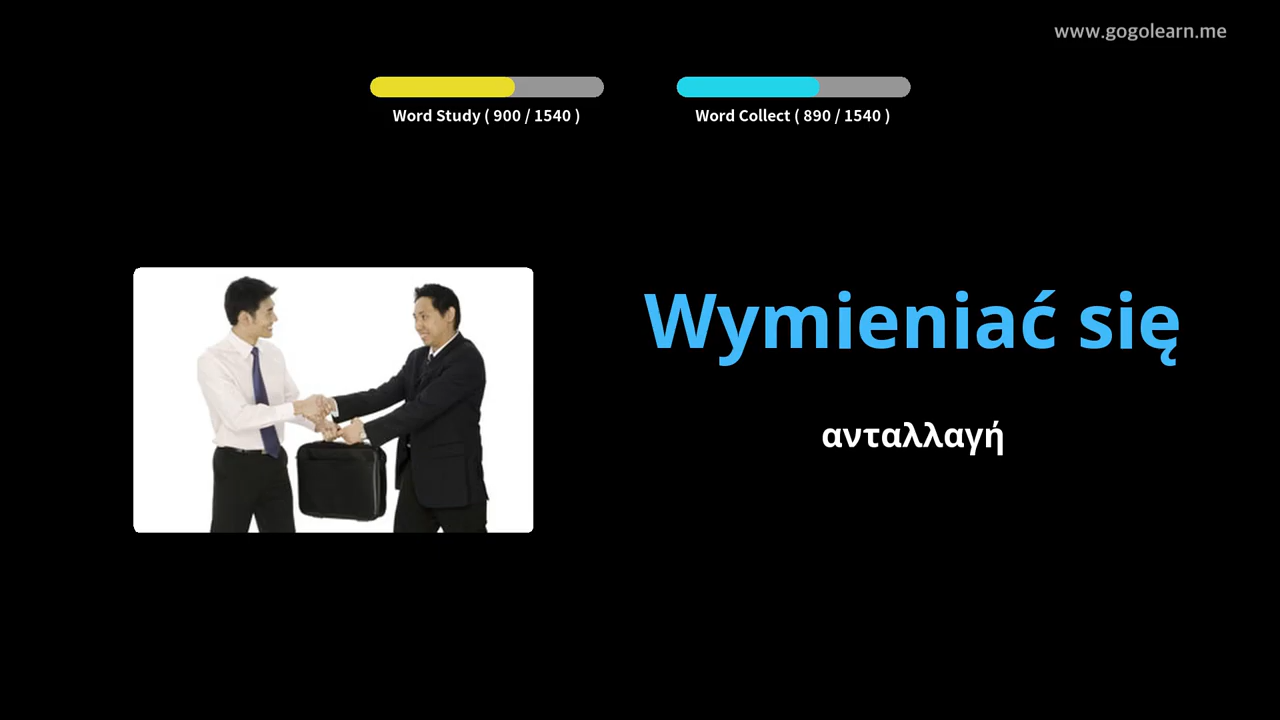 www.gogolearn.me
Word Study ( 900 / 1540 )
Word Collect ( 890 / 1540 )
Wymieniać się
ανταλλαγή